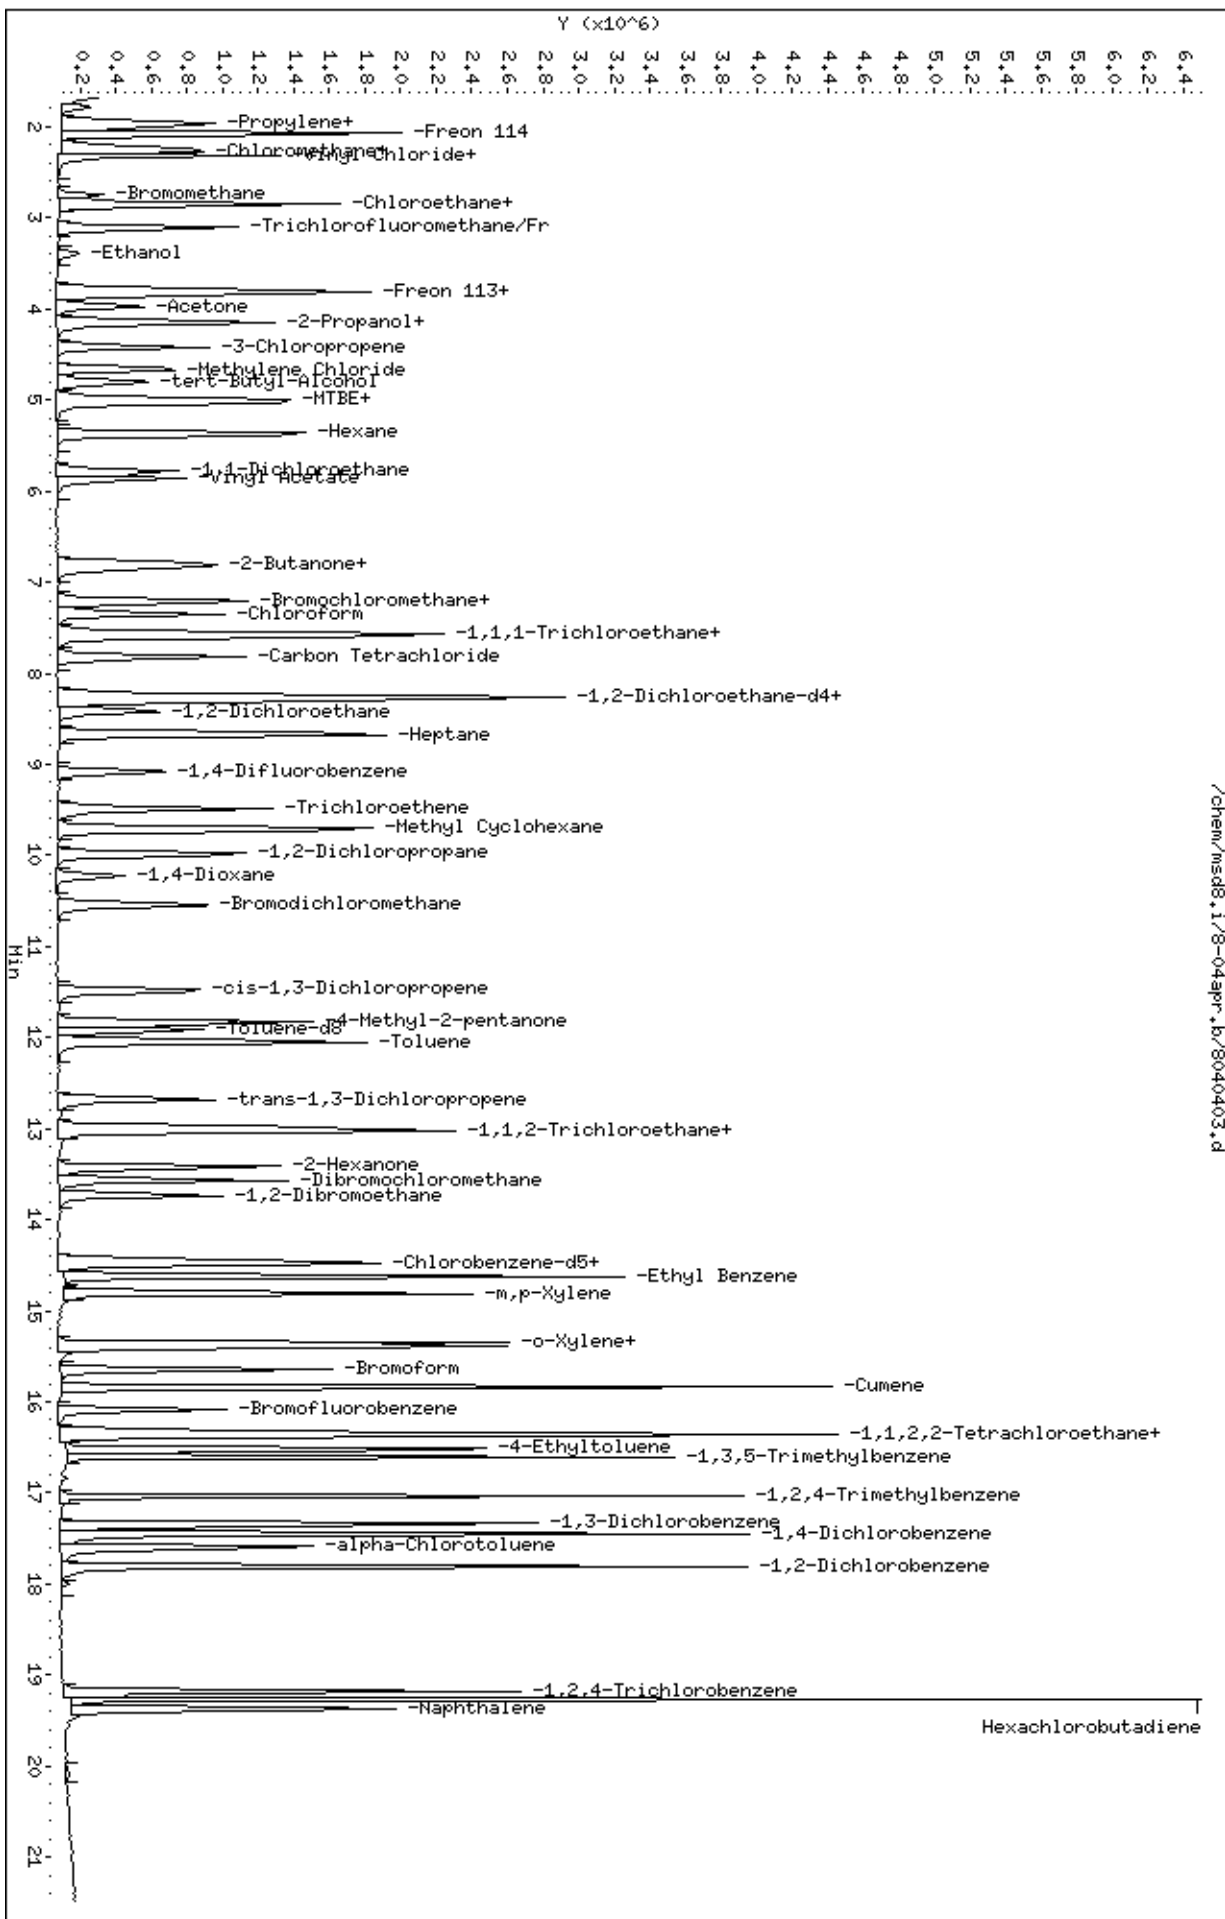 Y (x10^6)
0.2
0.4
0.6
0.8
1.0
1.2
1.4
1.6
1.8
2.0
2.2
2.4
2.6
2.8
3.0
3.2
3.4
3.6
3.8
4.0
4.2
4.4
4.6
4.8
5.0
5.2
5.4
5.6
5.8
6.0
6.2
6.4
-Propylene+
-Freon 114
-Chloromethane+
-Vinyl Chloride+
-Bromomethane
-Chloroethane+
-Trichlorofluoromethane/Fr
-Ethanol
-Freon 113+
-Acetone
-2-Propanol+
-3-Chloropropene
-Methylene Chloride
-tert-Butyl-Alcohol
-MTBE+
-Hexane
-1,1-Dichloroethane
-Vinyl Acetate
-2-Butanone+
-Bromochloromethane+
-Chloroform
-1,1,1-Trichloroethane+
-Carbon Tetrachloride
-1,2-Dichloroethane-d4+
-1,2-Dichloroethane
-Heptane
-1,4-Difluorobenzene
-Trichloroethene
-Methyl Cyclohexane
-1,2-Dichloropropane
-1,4-Dioxane
-Bromodichloromethane
-cis-1,3-Dichloropropene
-4-Methyl-2-pentanone
-Toluene-d8
-Toluene
-trans-1,3-Dichloropropene
-1,1,2-Trichloroethane+
-2-Hexanone
-Dibromochloromethane
-1,2-Dibromoethane
-Chlorobenzene-d5+
-Ethyl Benzene
-m,p-Xylene
-o-Xylene+
-Bromoform
-Cumene
-Bromofluorobenzene
-1,1,2,2-Tetrachloroethane+
-4-Ethyltoluene
-1,3,5-Trimethylbenzene
-1,2,4-Trimethylbenzene
-1,3-Dichlorobenzene
-1,4-Dichlorobenzene
-alpha-Chlorotoluene
-1,2-Dichlorobenzene
-1,2,4-Trichlorobenzene
-Naphthalene
Hexachlorobutadiene
2
3
4
5
6
7
8
9
10
11
12
13
14
15
16
17
18
19
20
21
Min
/chem/msd8.i/8-04apr.b/8040403.d